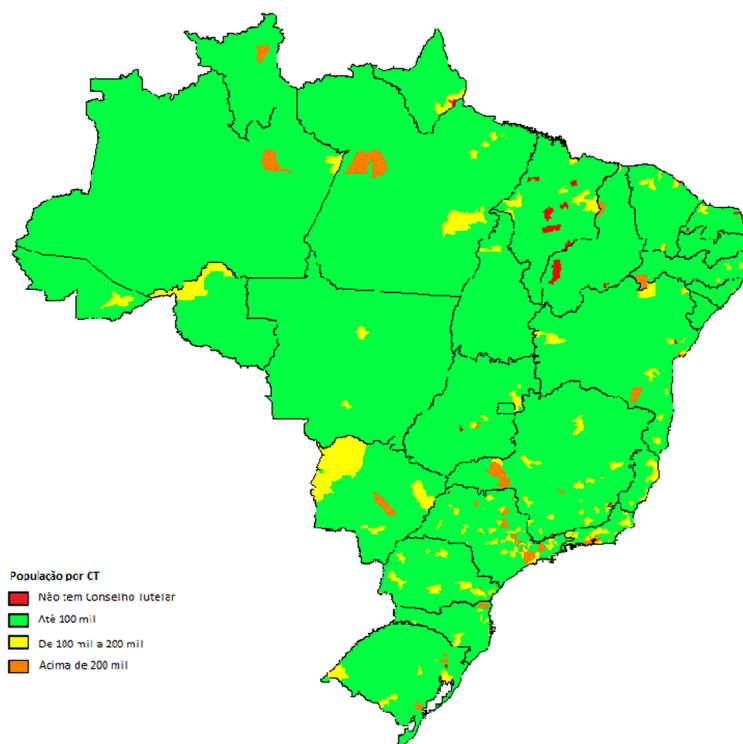 População por CT
Não tem Conselho Tutelar
Até 100 mil
De 100 mil a 200 mil
Acima de 200 mil